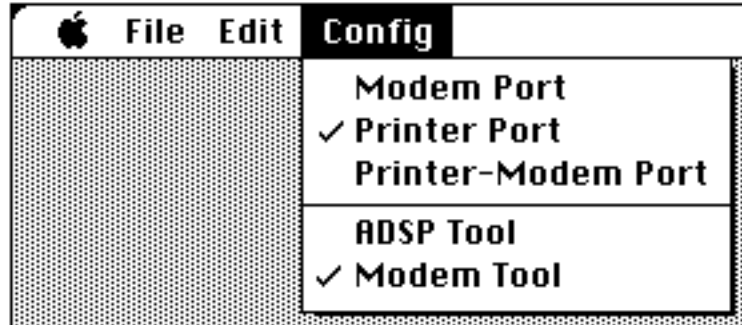 File Edit Config
Modem Port
✓ Printer Port
Printer-Modem Port
ADSP Tool
✓ Modem Tool